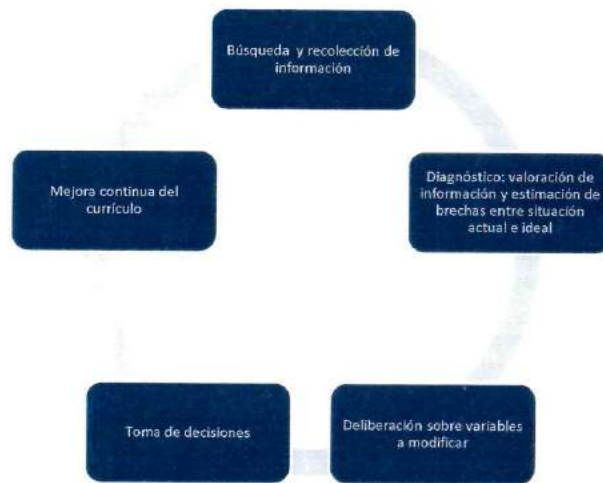 Búsqueda y recolección de
información
Diagnóstico: valoración de
información y estimación de
brechas entre situación
actual e ideal
Deliberación sobre variables
a modificar
Toma de decisiones
Mejora continua del
currículo